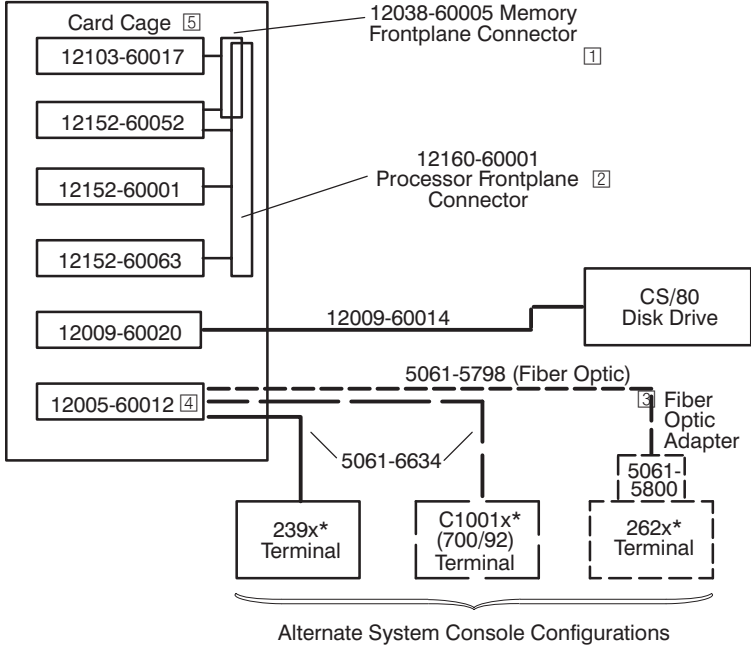 Card Cage 5
12103-60017
12152-60052
12152-60001
12152-60063
12009-60020
12005-60012 4
12038-60005 Memory
Frontplane Connector
1
12160-60001
Processor Frontplane 2
Connector
12009-60014
CS/80
Disk Drive
5061-5798 (Fiber Optic)
3 Fiber
Optic
Adapter
5061-6634
5061-
5800
239x*
Terminal
C1001x*
(700/92)
Terminal
262x*
Terminal
Alternate System Console Configurations